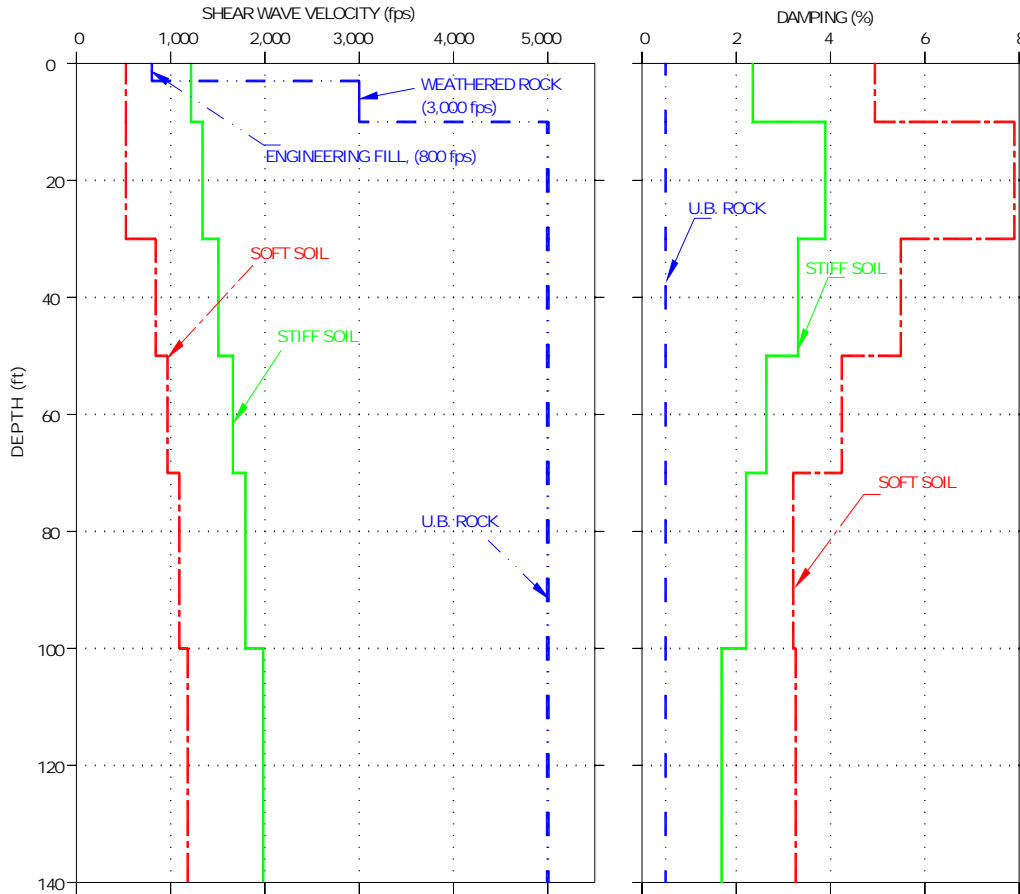 SHEAR WAVE VELOCITY (fps)
0 1,000 2,000 3,000 4,000 5,000
0
20
40
60
80
100
120
140
DEPTH (ft)
WEATHERED ROCK
(3,000 fps)
ENGINEERING FILL, (800 fps)
SOFT SOIL
STIFF SOIL
U.B. ROCK
DAMPING (%)
0 2 4 6 8
U.B. ROCK
STIFF SOIL
SOFT SOIL